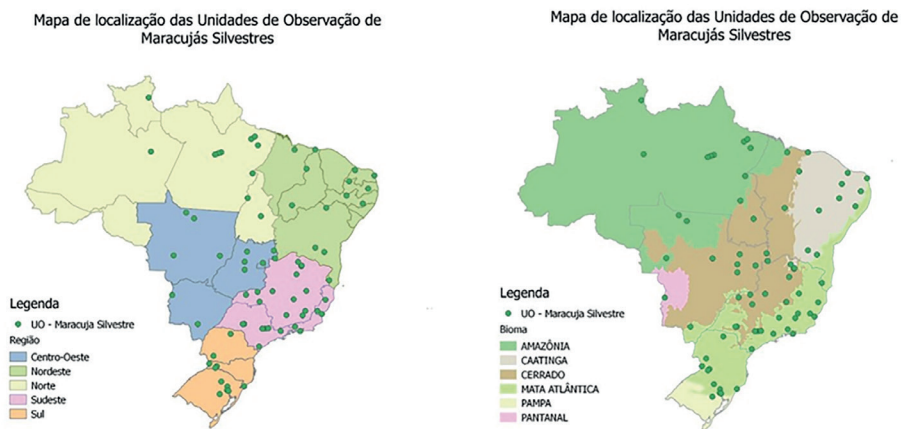 Mapa de localização das Unidades de Observação de
Maracujás Silvestres
Legenda
UO - Maracuja Silvestre
Região
Centro-Oeste
Nordeste
Norte
Sudeste
Sul
Mapa de localização das Unidades de Observação de
Maracujás Silvestres
Legenda
UO - Maracuja Silvestre
Bioma
AMAZÔNIA
CAATINGA
CERRADO
MATA ATLÂNTICA
PAMPA
PANTANAL